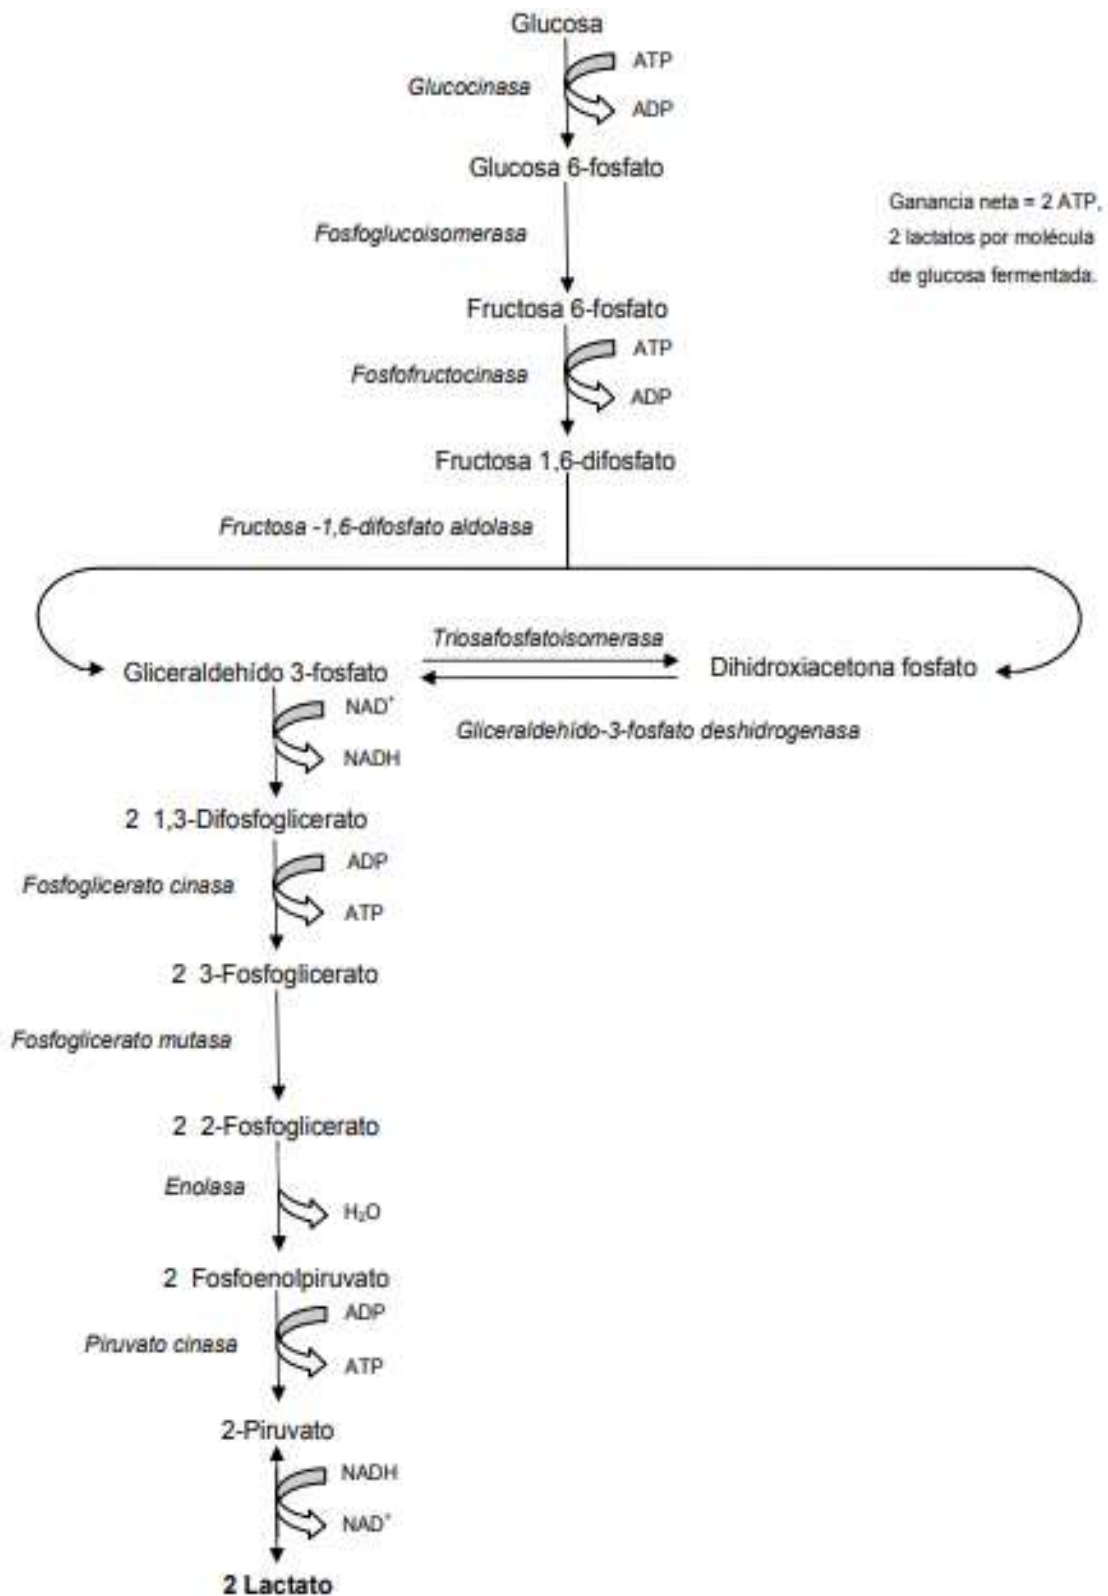 Glucosa
ATP
Glucocinasa
ADP
Glucosa 6-fosfato
Ganancia neta = 2 ATP,
2 lactatos por molécula
de glucosa fermentada.
Fosfoglucoisomerasa
Fructosa 6-fosfato
ATP
Fosfofructocinasa
ADP
Fructosa 1,6-difosfato
Fructosa -1,6-difosfato aldolasa
Triosafosfatoisomerasa
Gliceraldehído 3-fosfato
Dihidroxiacetona fosfato
NAD⁺
Gliceraldehído-3-fosfato deshidrogenasa
NADH
2 1,3-Difosfoglicerato
ADP
Fosfoglicerato cinasa
ATP
2 3-Fosfoglicerato
Fosfoglicerato mutasa
2 2-Fosfoglicerato
Enolasa
H₂O
2 Fosfoenolpiruvato
ADP
Piruvato cinasa
ATP
2-Piruvato
NADH
NAD⁺
2 Lactato